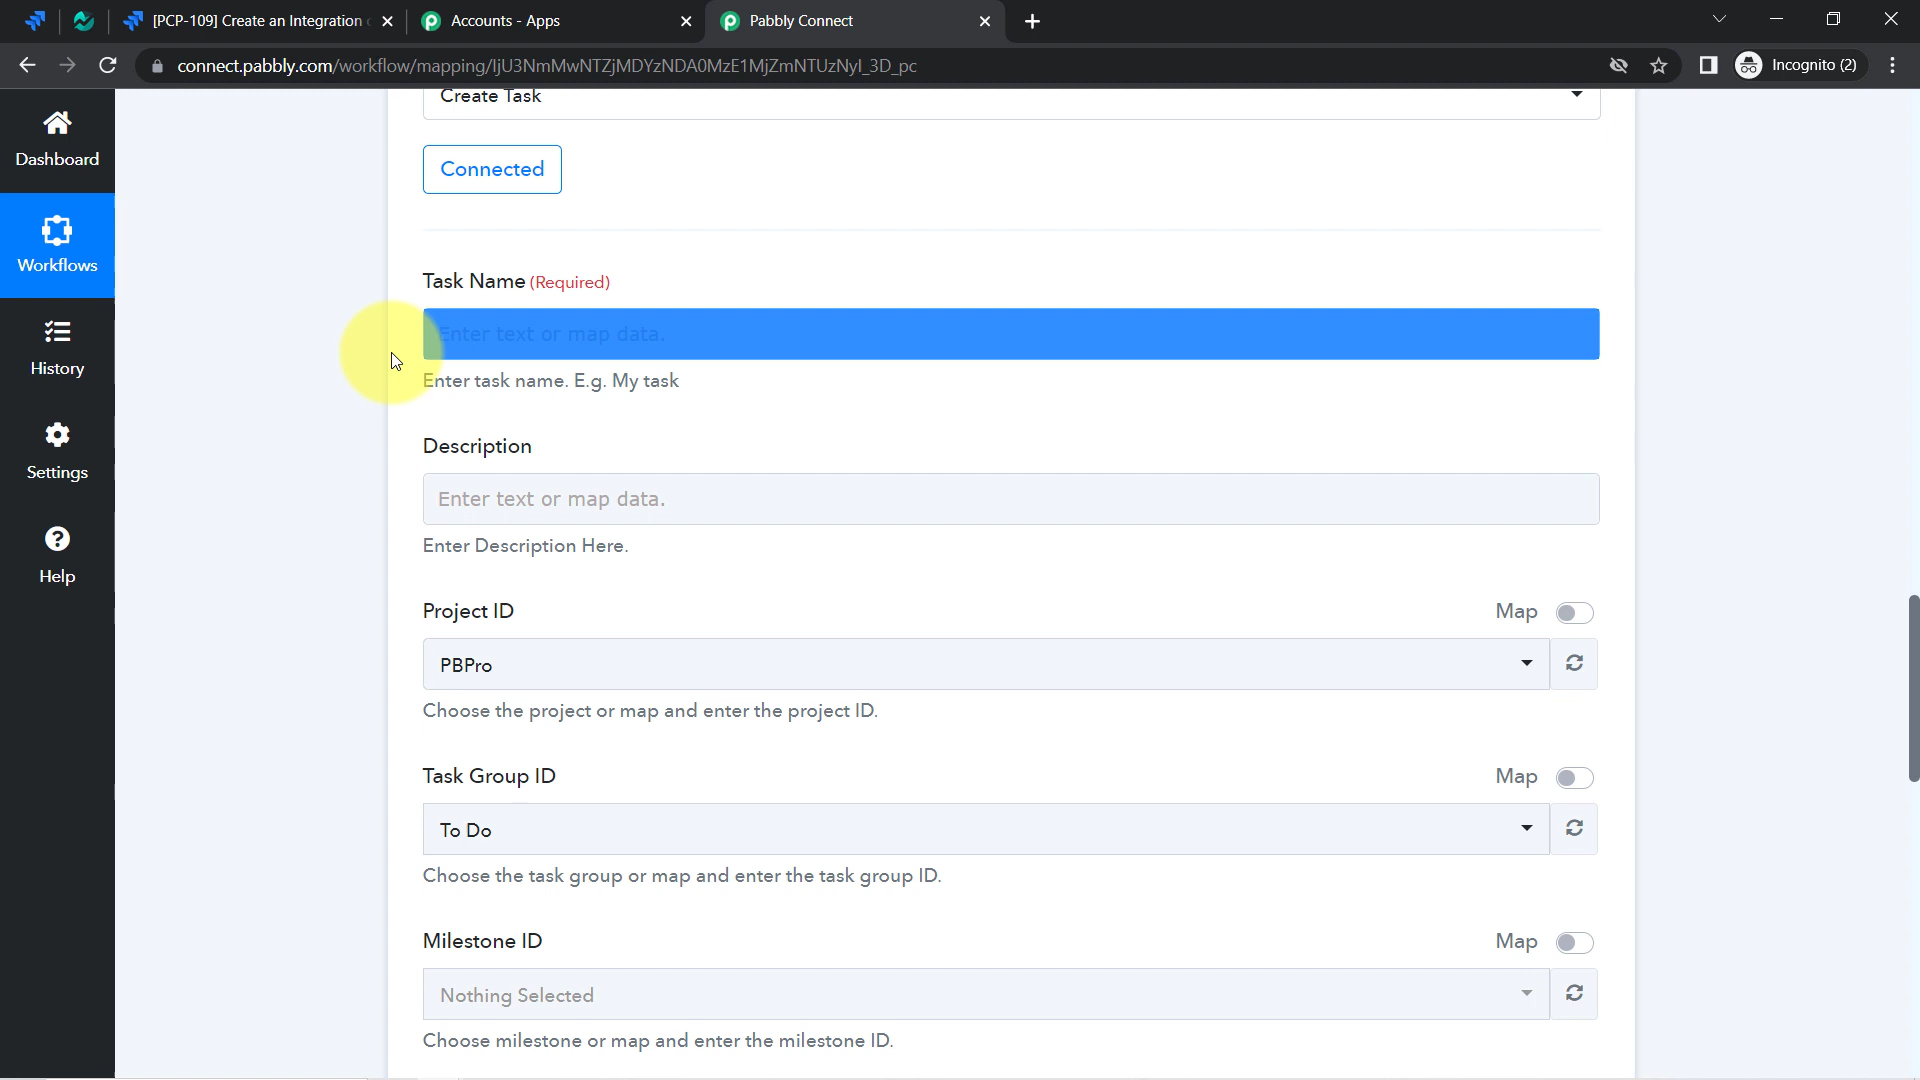 [PCP-109] Create an Integration
Accounts - Apps
Pabbly Connect
connect.pabbly.com/workflow/mapping/
Incognito (2)
Dashboard
Workflows
History
Settings
Help
Create Task
Connected
Task Name (Required)
Enter text or map data.
Enter task name. E.g. My task
Description
Enter text or map data.
Enter Description Here.
Project ID
Map
PBPro
Choose the project or map and enter the project ID.
Task Group ID
Map
To Do
Choose the task group or map and enter the task group ID.
Milestone ID
Map
Nothing Selected
Choose milestone or map and enter the milestone ID.